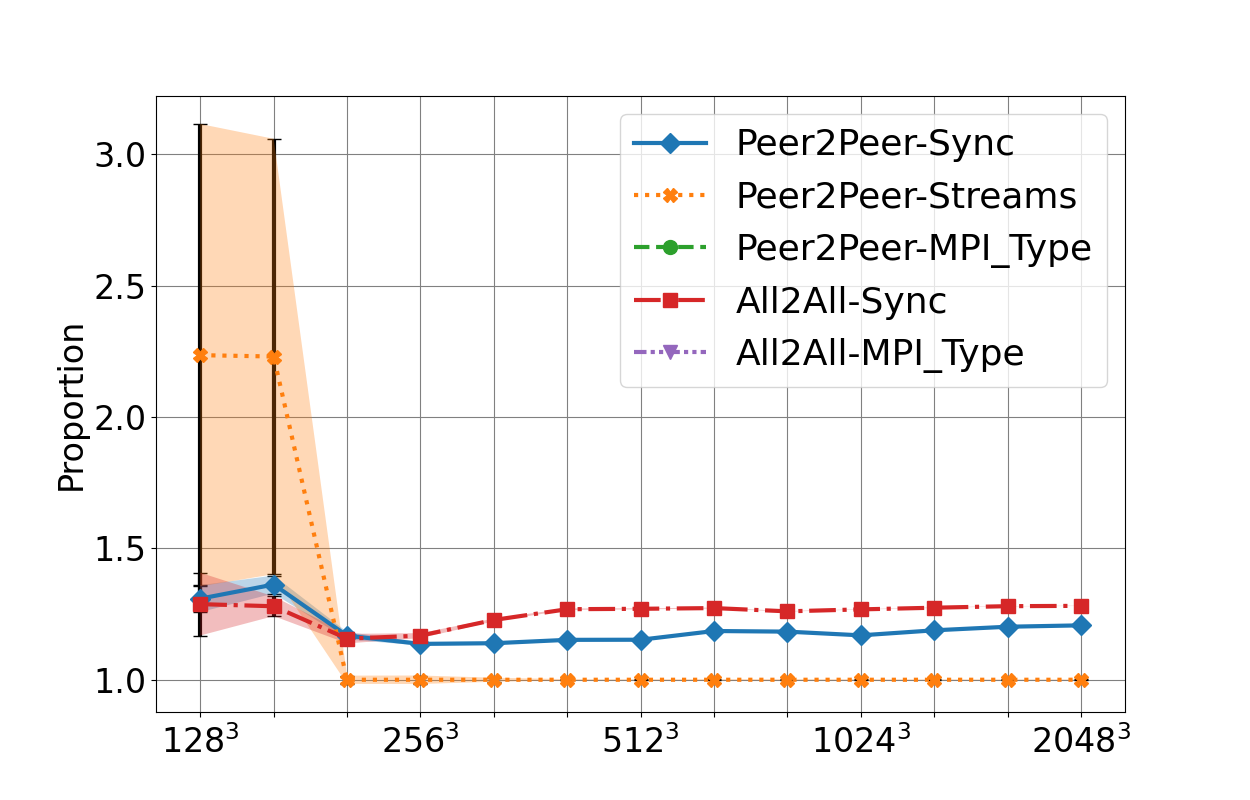 Proportion
3.0
2.5
2.0
1.5
1.0
128³
256³
512³
1024³
2048³
Peer2Peer-Sync
Peer2Peer-Streams
Peer2Peer-MPI_Type
All2All-Sync
All2All-MPI_Type